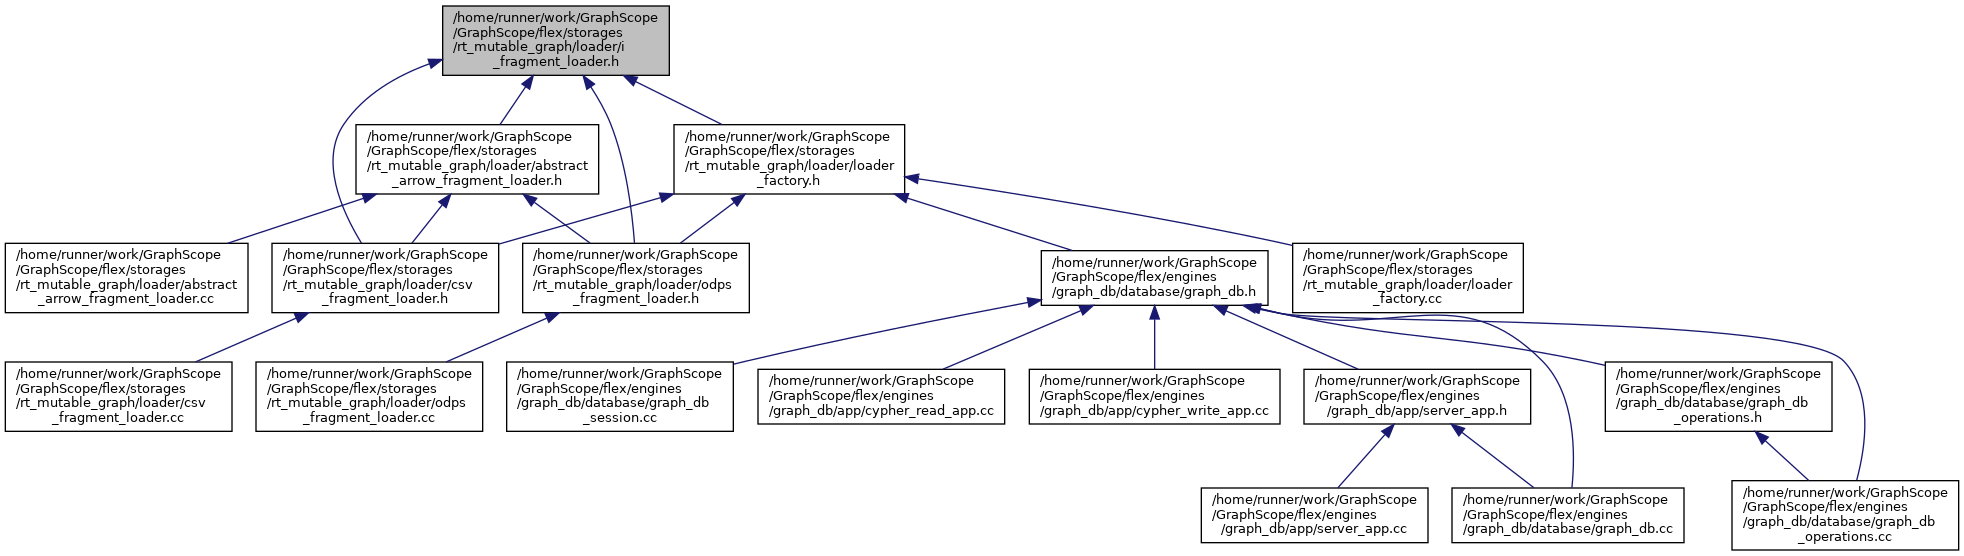 /home/runner/work/GraphScope
/GraphScope/flex/storages
/rt_mutable_graph/loader/i
_fragment_loader.h
/home/runner/work/GraphScope
/GraphScope/flex/storages
/rt_mutable_graph/loader/abstract
_arrow_fragment_loader.h
/home/runner/work/GraphScope
/GraphScope/flex/storages
/rt_mutable_graph/loader/loader
_factory.h
/home/runner/work/GraphScope
/GraphScope/flex/storages
/rt_mutable_graph/loader/abstract
_arrow_fragment_loader.cc
/home/runner/work/GraphScope
/GraphScope/flex/storages
/rt_mutable_graph/loader/csv
_fragment_loader.h
/home/runner/work/GraphScope
/GraphScope/flex/storages
/rt_mutable_graph/loader/odps
_fragment_loader.h
/home/runner/work/GraphScope
/GraphScope/flex/engines
/graph_db/database/graph_db.h
/home/runner/work/GraphScope
/GraphScope/flex/storages
/rt_mutable_graph/loader/loader
_factory.cc
/home/runner/work/GraphScope
/GraphScope/flex/storages
/rt_mutable_graph/loader/csv
_fragment_loader.cc
/home/runner/work/GraphScope
/GraphScope/flex/storages
/rt_mutable_graph/loader/odps
_fragment_loader.cc
/home/runner/work/GraphScope
/GraphScope/flex/engines
/graph_db/database/graph_db
_session.cc
/home/runner/work/GraphScope
/GraphScope/flex/engines
/graph_db/app/cypher_read_app.cc
/home/runner/work/GraphScope
/GraphScope/flex/engines
/graph_db/app/cypher_write_app.cc
/home/runner/work/GraphScope
/GraphScope/flex/engines
/graph_db/app/server_app.h
/home/runner/work/GraphScope
/GraphScope/flex/engines
/graph_db/database/graph_db
_operations.h
/home/runner/work/GraphScope
/GraphScope/flex/engines
/graph_db/app/server_app.cc
/home/runner/work/GraphScope
/GraphScope/flex/engines
/graph_db/database/graph_db.cc
/home/runner/work/GraphScope
/GraphScope/flex/engines
/graph_db/database/graph_db
_operations.cc